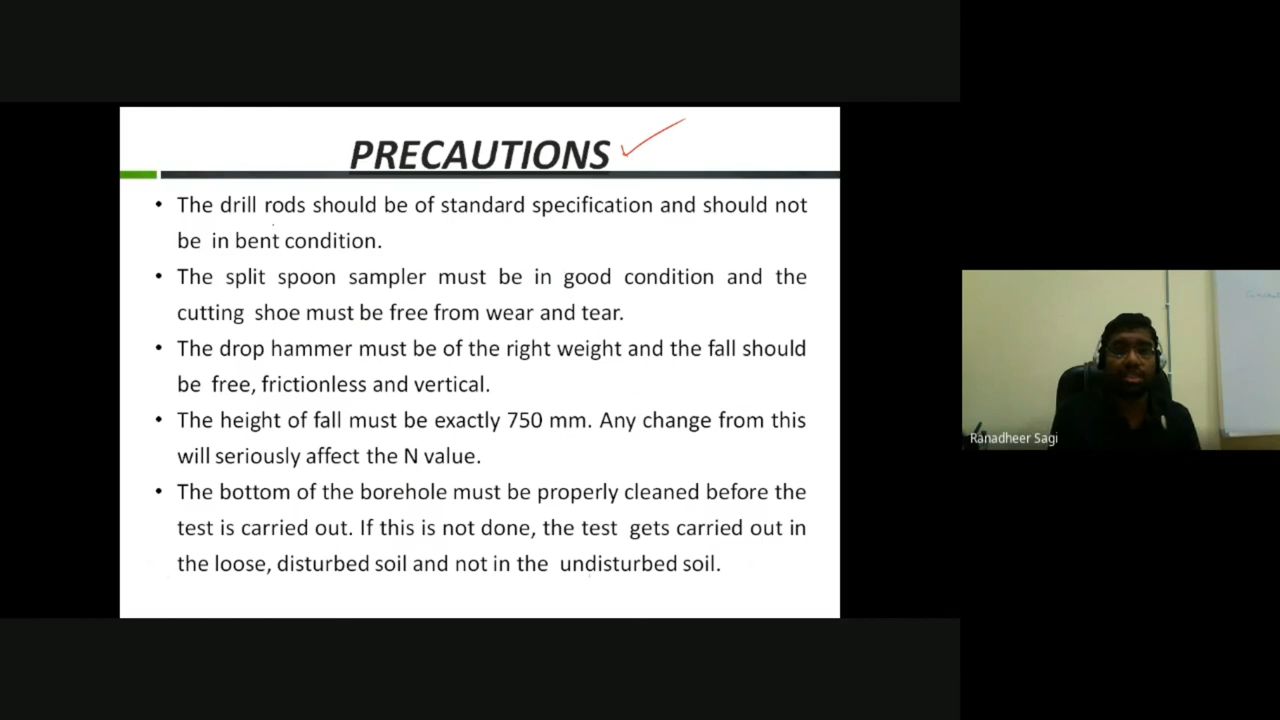 PRECAUTIONS
• The drill rods should be of standard specification and should not
be in bent condition.
• The split spoon sampler must be in good condition and the
cutting shoe must be free from wear and tear.
• The drop hammer must be of the right weight and the fall should
be free, frictionless and vertical.
• The height of fall must be exactly 750 mm. Any change from this
will seriously affect the N value.
• The bottom of the borehole must be properly cleaned before the
test is carried out. If this is not done, the test gets carried out in
the loose, disturbed soil and not in the undisturbed soil.
Ranadheer Sagi